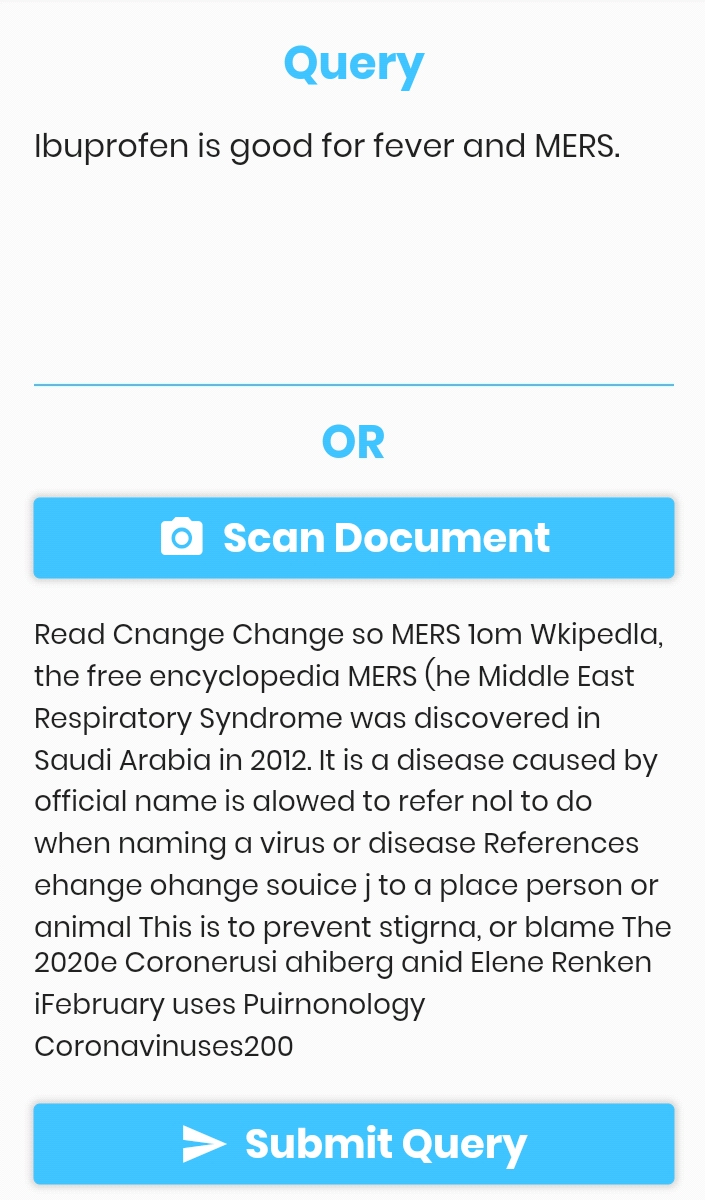 Query
Ibuprofen is good for fever and MERS.
OR
Scan Document
Read Cnange Change so MERS 1om Wkipedla,
the free encyclopedia MERS (he Middle East
Respiratory Syndrome was discovered in
Saudi Arabia in 2012. It is a disease caused by
official name is alowed to refer nol to do
when naming a virus or disease References
ehange ohange souice j to a place person or
animal This is to prevent stigrna, or blame The
2020e Coronerusi ahiberg anid Elene Renken
iFebruary uses Puirnonology
Coronavinuses200
Submit Query